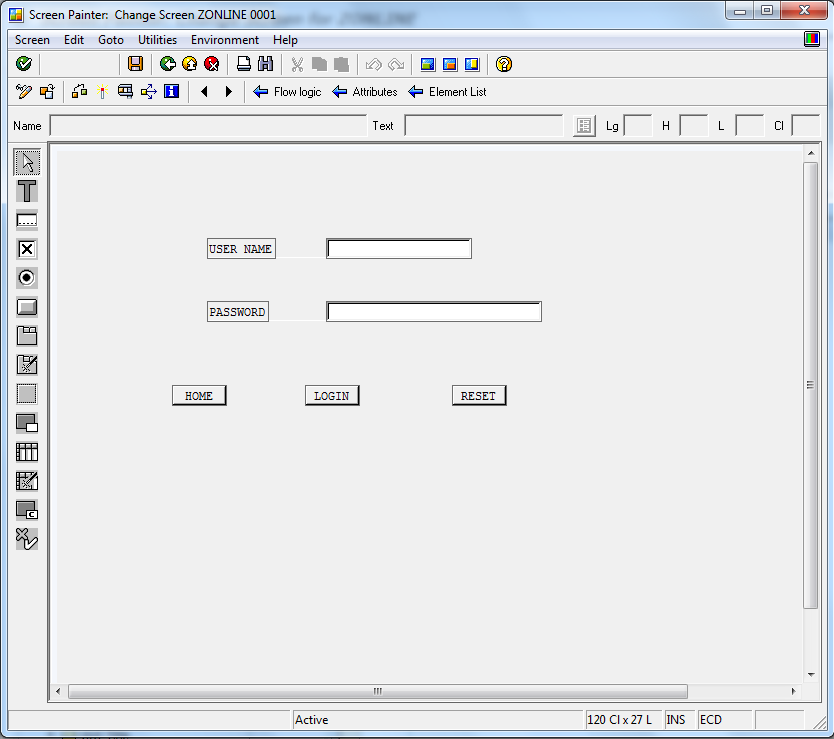 Screen Painter: Change Screen ZONLINE 0001
Screen Edit Goto Utilities Environment Help
Flow logic Attributes Element List
Name Text Lg H L Cl
T
USER NAME
PASSWORD
HOME LOGIN RESET
C
Active 120 Cl x 27 L INS ECD